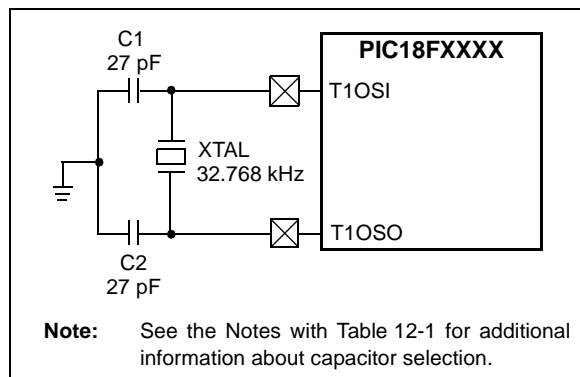 C1
27 pF
PIC18FXXXX
T1OSI
XTAL
32.768 kHz
T1OSO
C2
27 pF
Note: See the Notes with Table 12-1 for additional
information about capacitor selection.